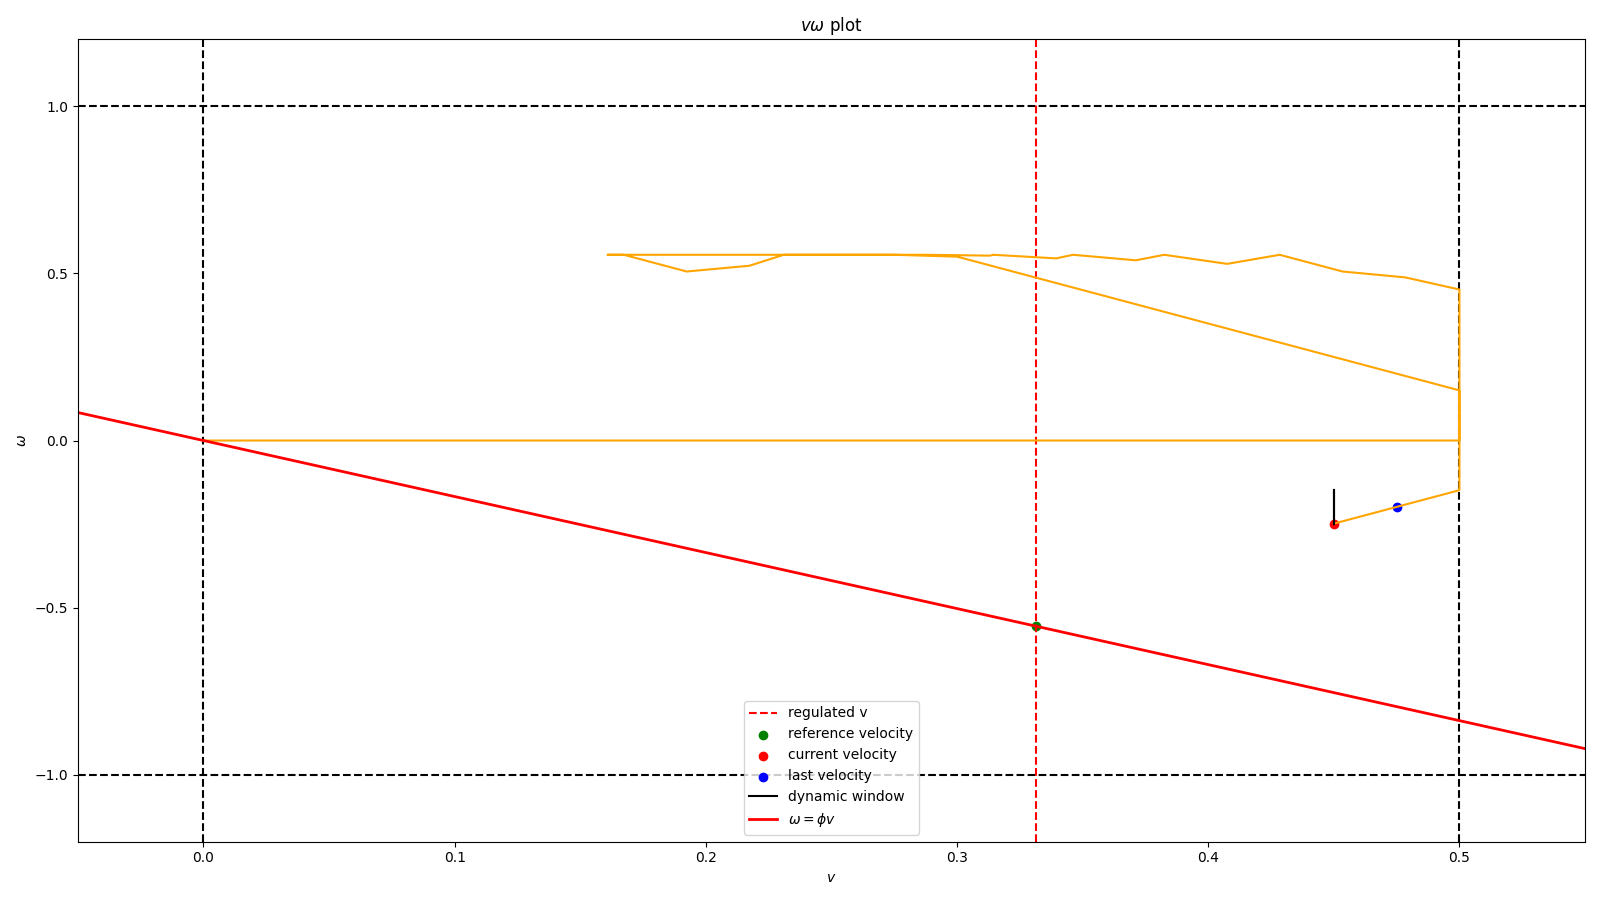 vω plot
1.0
0.5
0.0
−0.5
−1.0
ω
regulated v
reference velocity
current velocity
last velocity
dynamic window
ω = ϕv
0.0 0.1 0.2 0.3 0.4 0.5
v